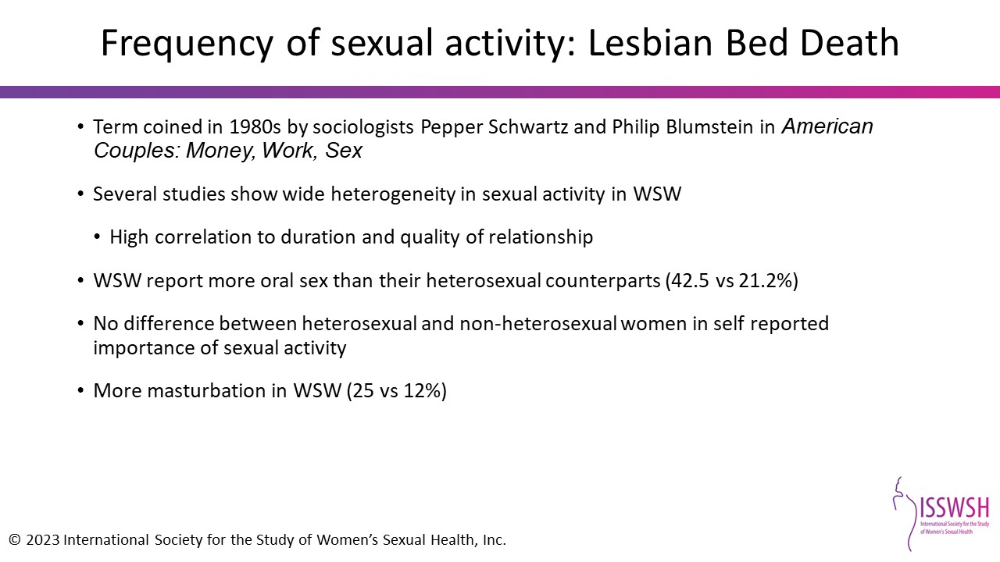 Frequency of sexual activity: Lesbian Bed Death
• Term coined in 1980s by sociologists Pepper Schwartz and Philip Blumstein in American
Couples: Money, Work, Sex
• Several studies show wide heterogeneity in sexual activity in WSW
• High correlation to duration and quality of relationship
• WSW report more oral sex than their heterosexual counterparts (42.5 vs 21.2%)
• No difference between heterosexual and non-heterosexual women in self reported
importance of sexual activity
• More masturbation in WSW (25 vs 12%)
ISSWSH
International Society for the Study
of Women's Sexual Health
© 2023 International Society for the Study of Women’s Sexual Health, Inc.